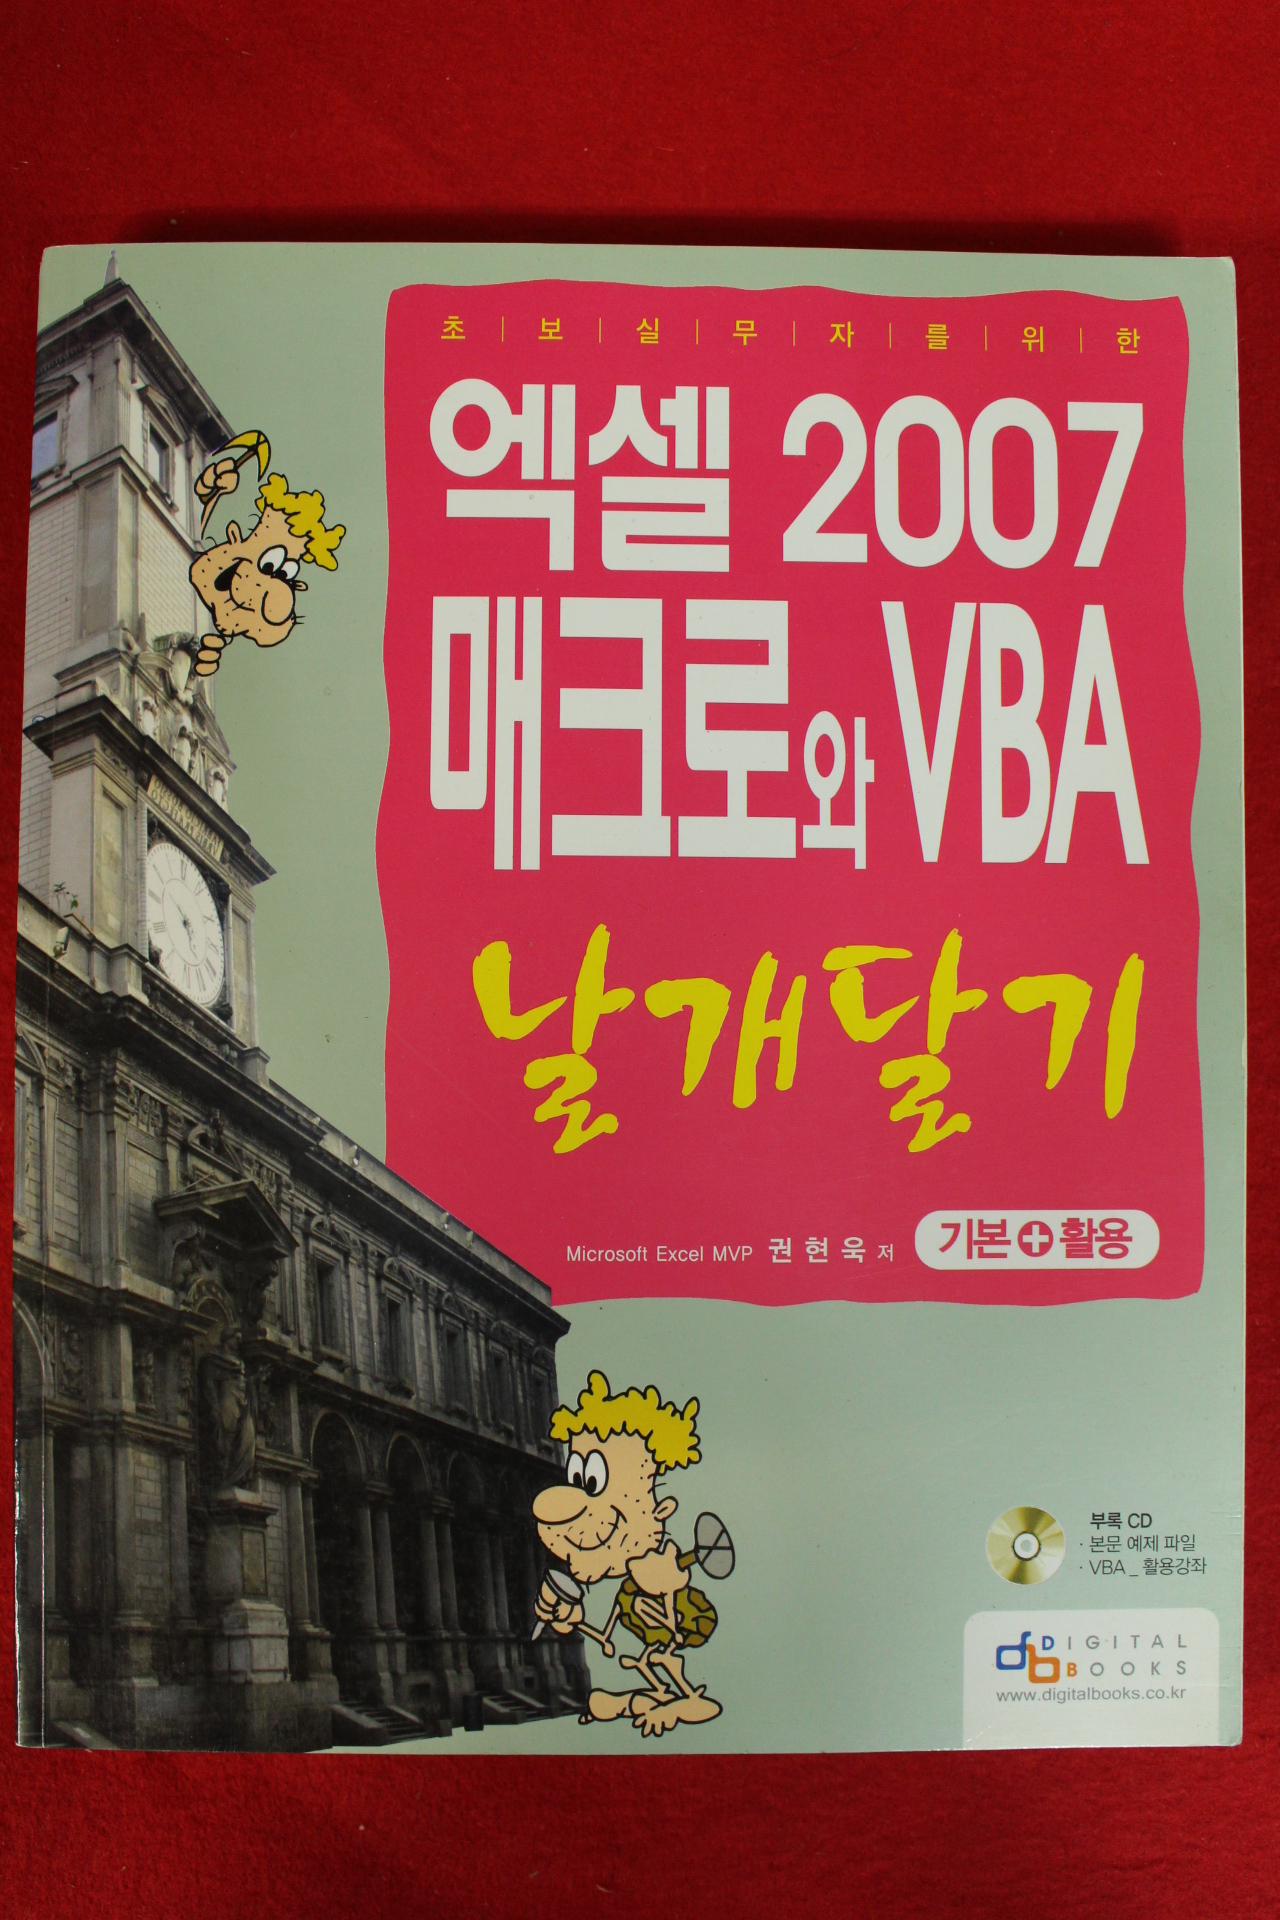 초 | 보 | 실 | 무 | 자 | 를 | 위 | 한
엑셀 2007
매크로와 VBA
날개달기
Microsoft Excel MVP 권현욱 저
기본+활용
부록 CD
· 본문 예제 파일
· VBA _ 활용강좌
db DIGITAL
BOOKS
www.digitalbooks.co.kr